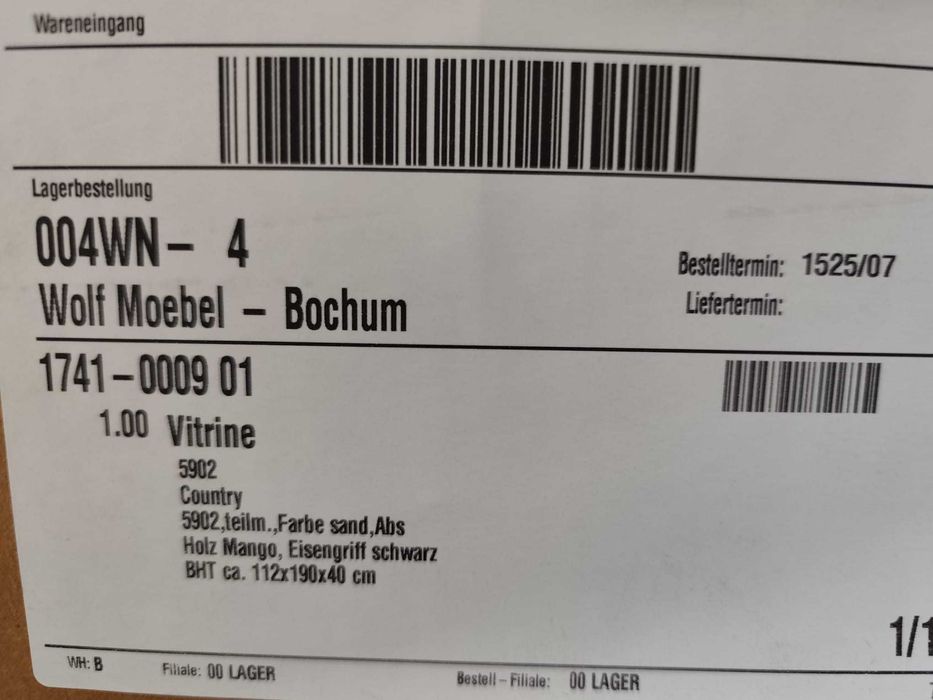 Wareneingang
Lagerbestellung
004WN- 4
Wolf Moebel - Bochum
Bestelltermin: 1525/07
Liefertermin:
1741-0009 01
1.00 Vitrine
5902
Country
5902,teilm.,Farbe sand,Abs
Holz Mango, Eisengriff schwarz
BHT ca. 112x190x40 cm
1/1
WH: B Filiale: 00 LAGER Bestell-Filiale: 00 LAGER